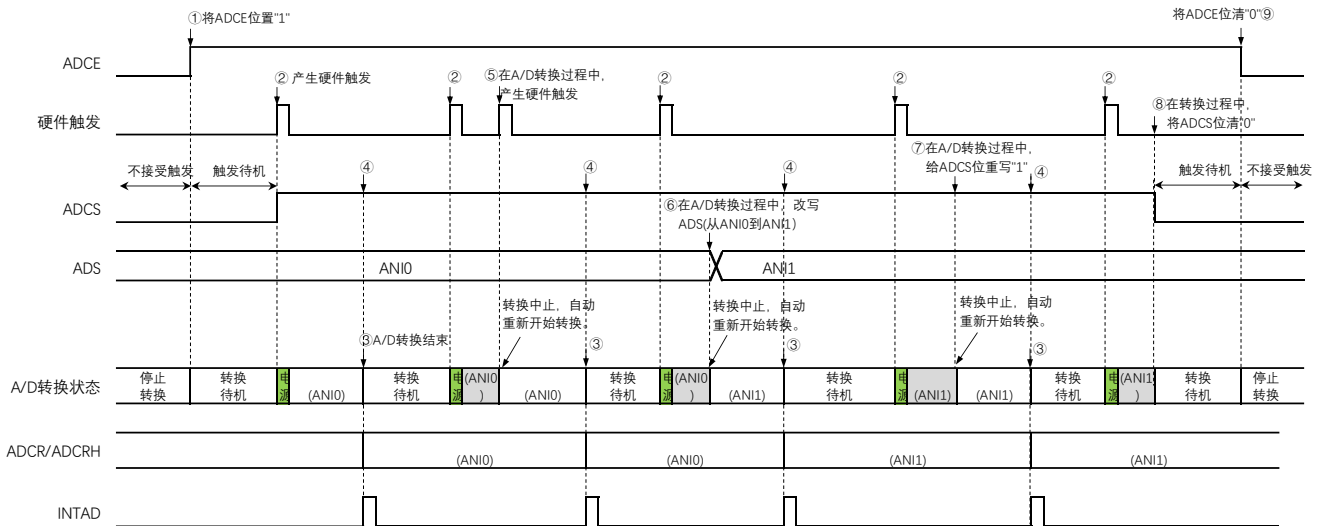 ①将ADCE位置"1"
将ADCE位清"0"⑨
ADCE
② 产生硬件触发
②
⑤在A/D转换过程中,
产生硬件触发
②
②
②
⑧在转换过程中,
将ADCS位清"0"
硬件触发
不接受触发
触发待机
④
④
④
⑦在A/D转换过程中,
给ADCS位重写"1"
④
触发待机
不接受触发
ADCS
⑥在A/D转换过程中，改写
ADS(从ANI0到ANI1)
ADS
ANI0
ANI1
转换中止，自动
重新开始转换。
转换中止，自动
重新开始转换。
转换中止，自动
重新开始转换。
③A/D转换结束
③
③
③
A/D转换状态
停止
转换
转换
待机
电
源
(ANI0)
转换
待机
电
源
(ANI0
)
(ANI0)
转换
待机
电
源
(ANI0
)
(ANI1)
转换
待机
电
源
(ANI1)
(ANI1)
转换
待机
电
源
(ANI1
)
转换
待机
停止
转换
ADCR/ADCRH
(ANI0)
(ANI0)
(ANI1)
(ANI1)
INTAD